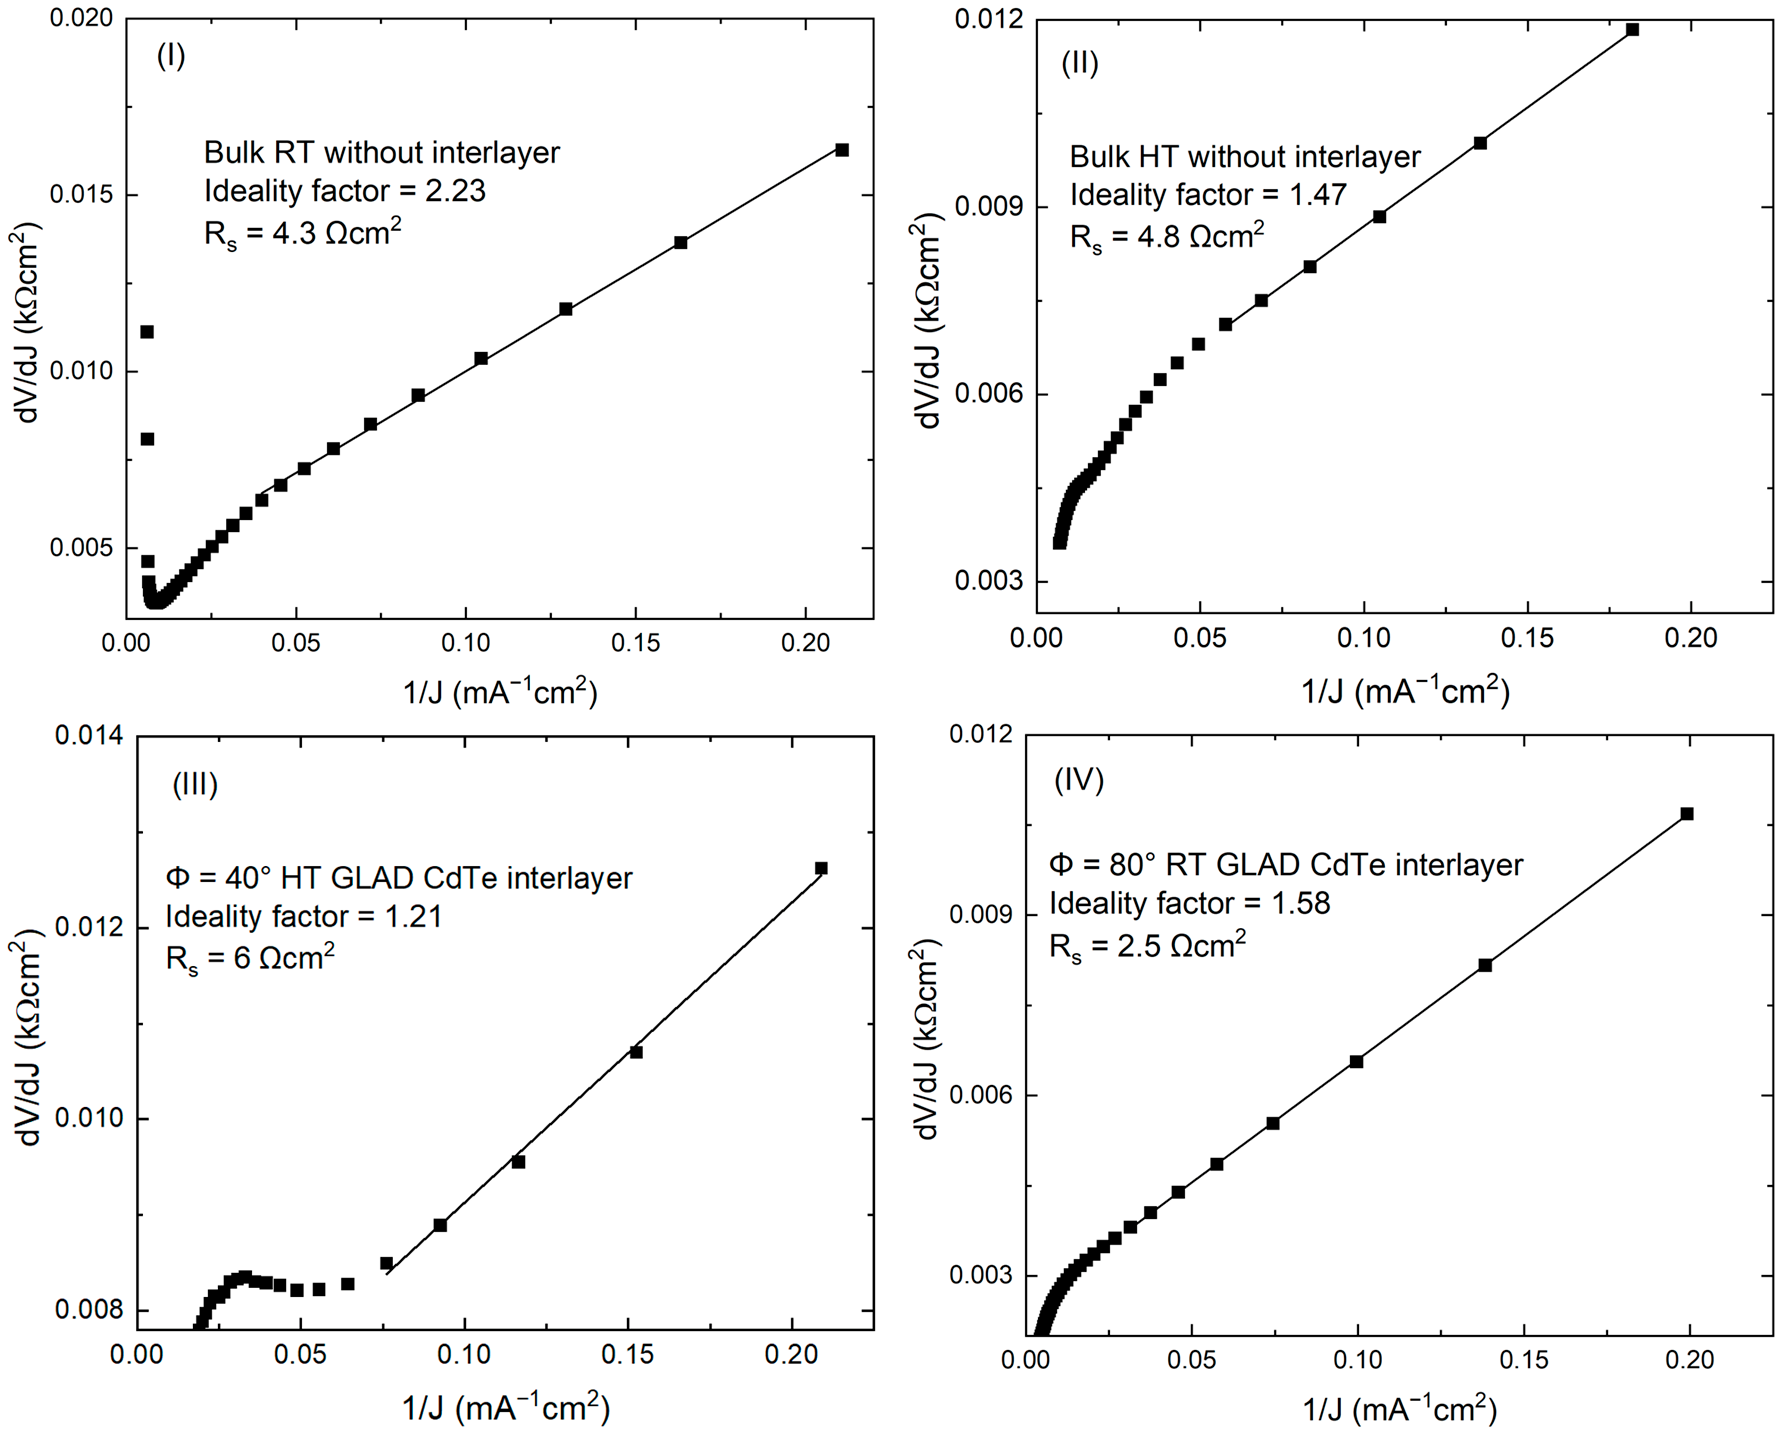 (I)
Bulk RT without interlayer
Ideality factor = 2.23
Rₛ = 4.3 Ωcm²
dV/dJ (kΩcm²)
0.020
0.015
0.010
0.005
0.00
0.05
0.10
0.15
0.20
1/J (mA⁻¹cm²)
(II)
Bulk HT without interlayer
Ideality factor = 1.47
Rₛ = 4.8 Ωcm²
dV/dJ (kΩcm²)
0.012
0.009
0.006
0.003
0.00
0.05
0.10
0.15
0.20
1/J (mA⁻¹cm²)
(III)
Φ = 40° HT GLAD CdTe interlayer
Ideality factor = 1.21
Rₛ = 6 Ωcm²
dV/dJ (kΩcm²)
0.014
0.012
0.010
0.008
0.00
0.05
0.10
0.15
0.20
1/J (mA⁻¹cm²)
(IV)
Φ = 80° RT GLAD CdTe interlayer
Ideality factor = 1.58
Rₛ = 2.5 Ωcm²
dV/dJ (kΩcm²)
0.012
0.009
0.006
0.003
0.00
0.05
0.10
0.15
0.20
1/J (mA⁻¹cm²)